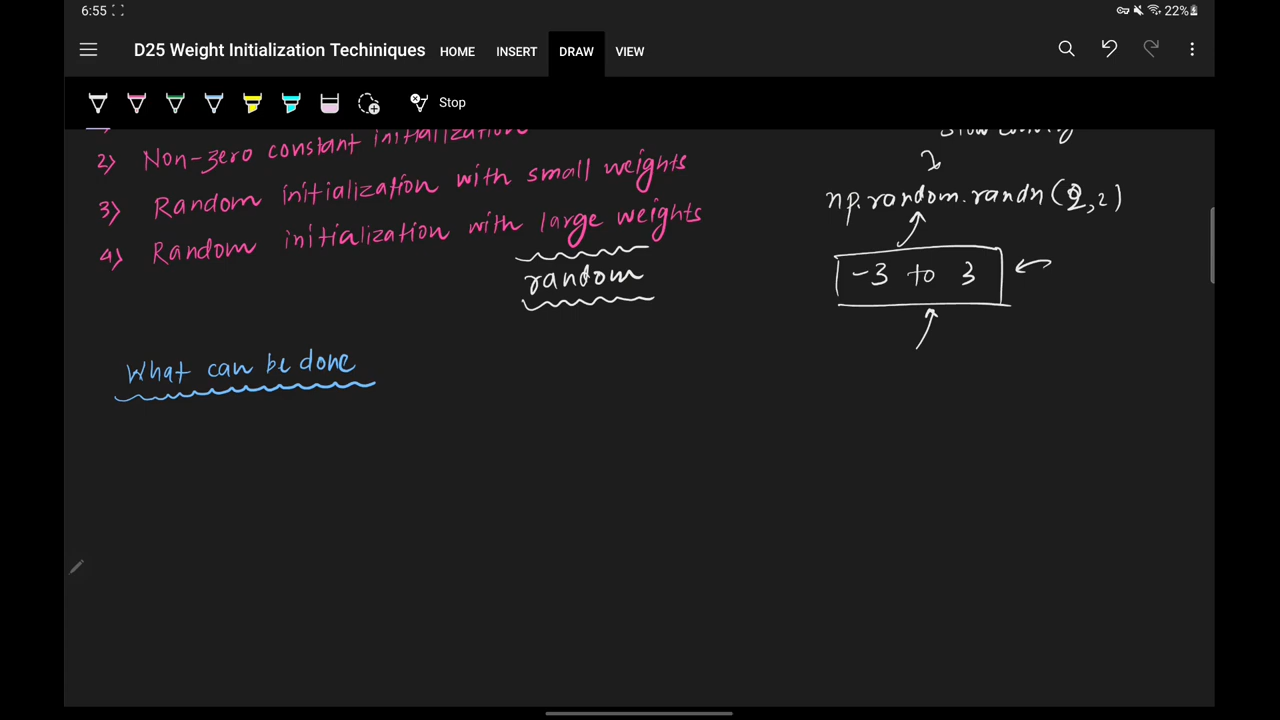 6:55
22%
D25 Weight Initialization Techiniques HOME INSERT DRAW VIEW
Stop
2) Non-zero constant initialization
3) Random initialization with small weights
4) Random initialization with large weights
random
slow
np.random.randn(2,2)
-3 to 3
What can be done